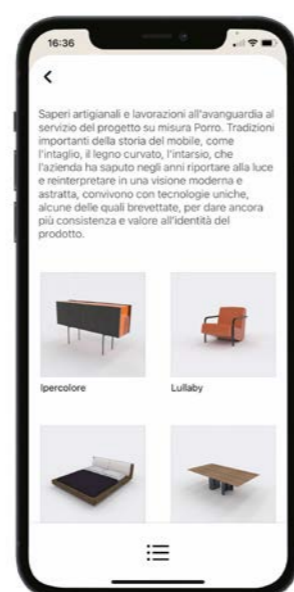 16:36
Saperi artigianali e lavorazioni all'avanguardia al
servizio del progetto su misura Porro. Tradizioni
importanti della storia del mobile, come
l'intaglio, il legno curvato, l'intarsio, che
l'azienda ha saputo negli anni riportare alla luce
e reinterpretare in una visione moderna e
astratta, convivono con tecnologie uniche,
alcune delle quali brevettate, per dare ancora
più consistenza e valore all'identità del
prodotto.
Ipercolore Lullaby